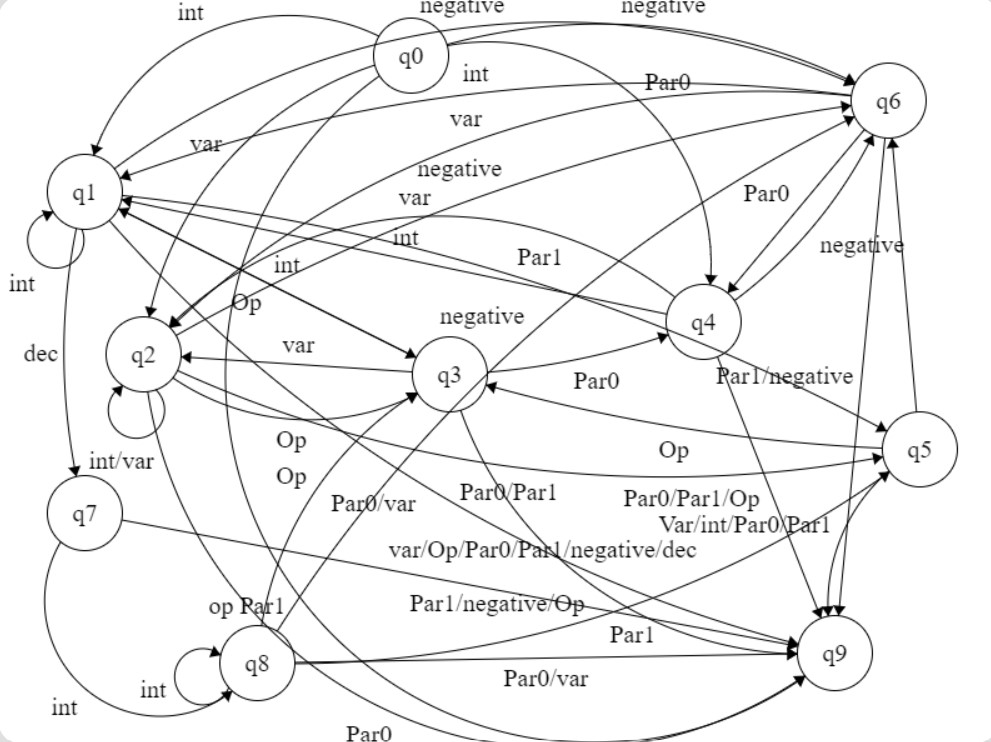 negative
negative
int
q0
int
Par0
q6
var
var
negative
q1
Par0
var
int
negative
Par1
int
int
Op
negative
q4
dec
q2
var
q3
Par1/negative
Par0
Op
Op
q5
int/var
Op
Par0/var
Par0/Par1
Par0/Par1/Op
q7
Var/int/Par0/Par1
var/Op/Par0/Par1/negative/dec
op Par1
Par1/negative/Op
Par1
q9
q8
Par0/var
int
int
Par0